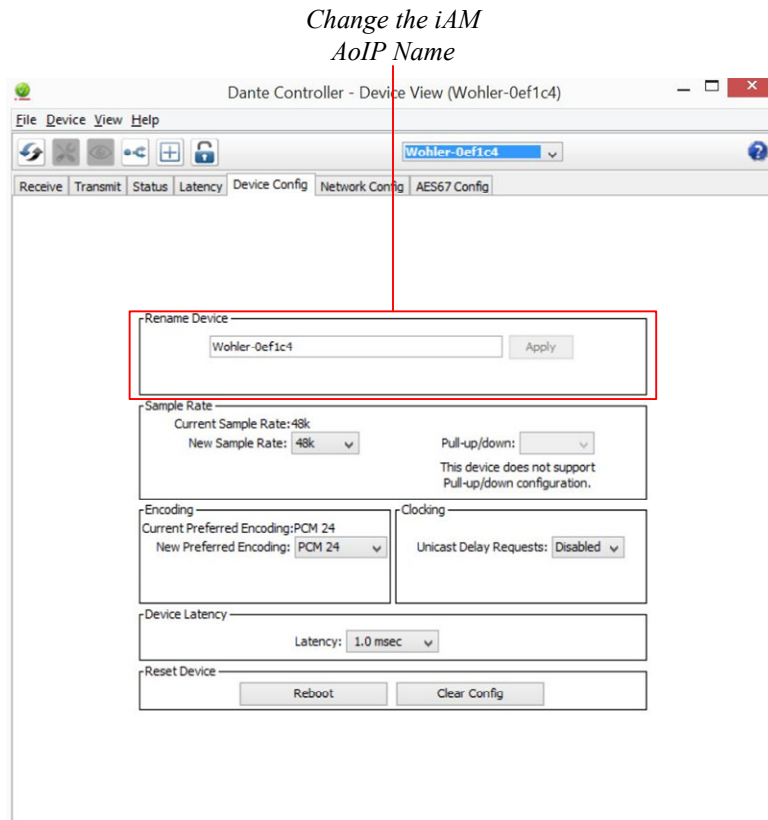 Change the iAM
AoIP Name
Dante Controller - Device View (Wohler-0ef1c4)
File Device View Help
Wohler-0ef1c4
Receive Transmit Status Latency Device Config Network Config AES67 Config
Rename Device
Wohler-0ef1c4 Apply
Sample Rate
Current Sample Rate:48k
New Sample Rate: 48k Pull-up/down:
This device does not support
Pull-up/down configuration.
Encoding Clocking
Current Preferred Encoding:PCM 24
New Preferred Encoding: PCM 24 Unicast Delay Requests: Disabled
Device Latency
Latency: 1.0 msec
Reset Device
Reboot Clear Config